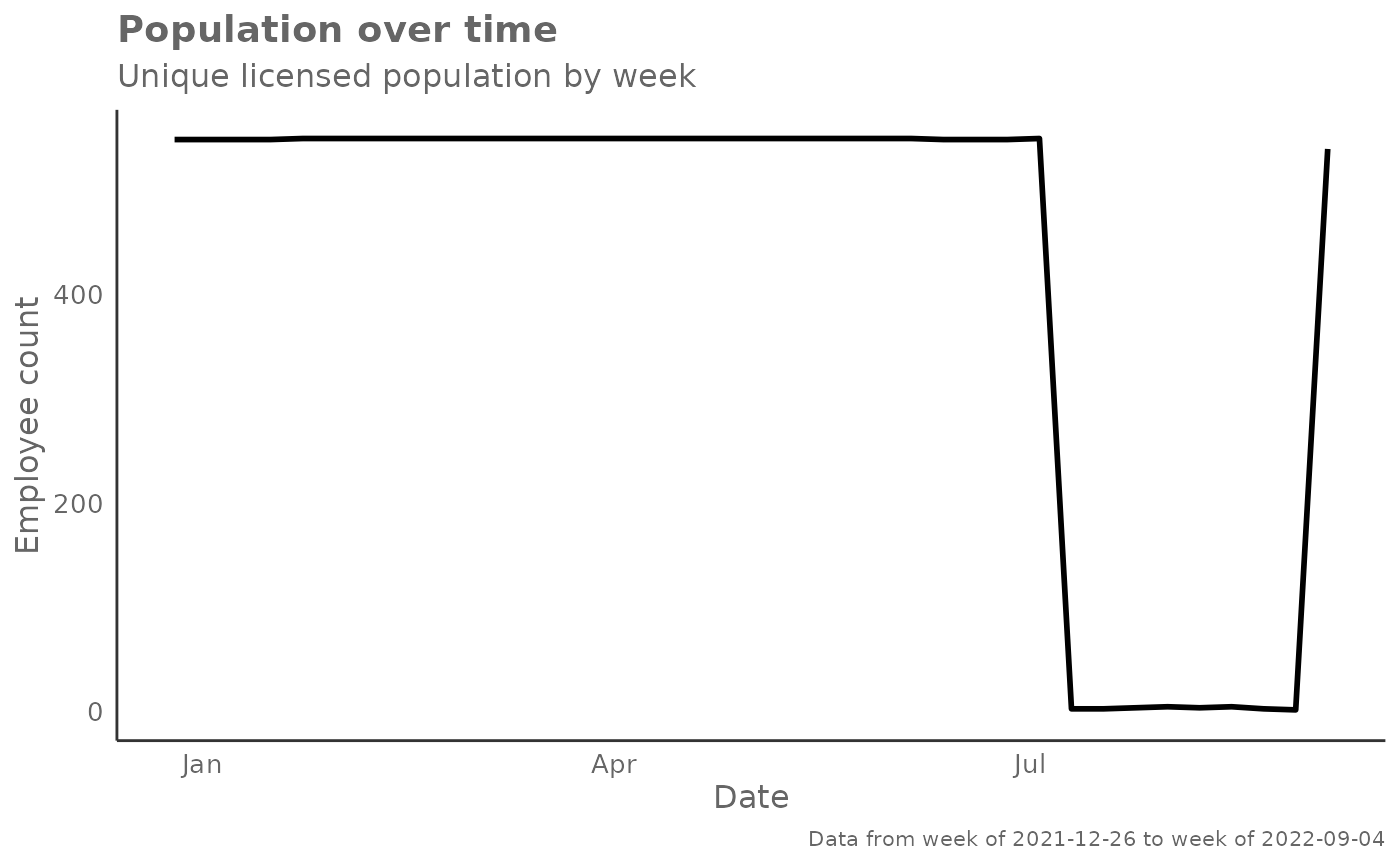 Population over time
Unique licensed population by week
Employee count
400
200
0
Jan Apr Jul
Date
Data from week of 2021-12-26 to week of 2022-09-04